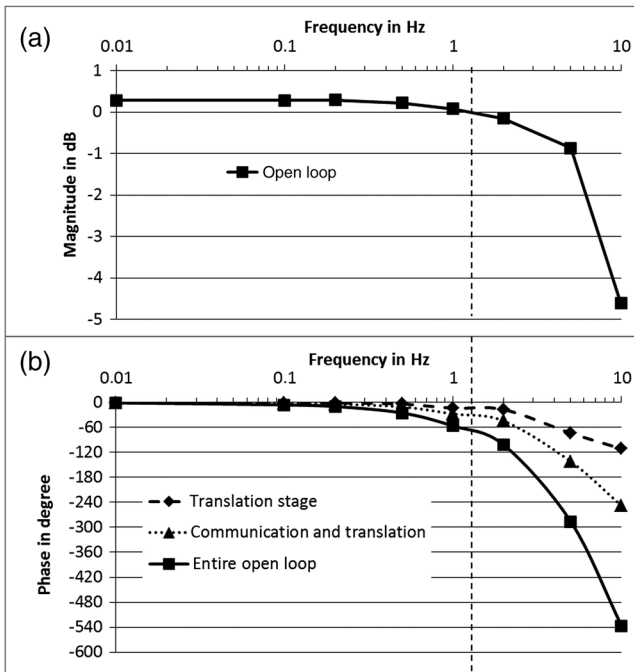 (a)
Frequency in Hz
0.01 0.1 1 10
1
0
-1
-2
-3
-4
-5
Magnitude in dB
Open loop
(b)
Frequency in Hz
0.01 0.1 1 10
0
-60
-120
-180
-240
-300
-360
-420
-480
-540
-600
Phase in degree
Translation stage
Communication and translation
Entire open loop